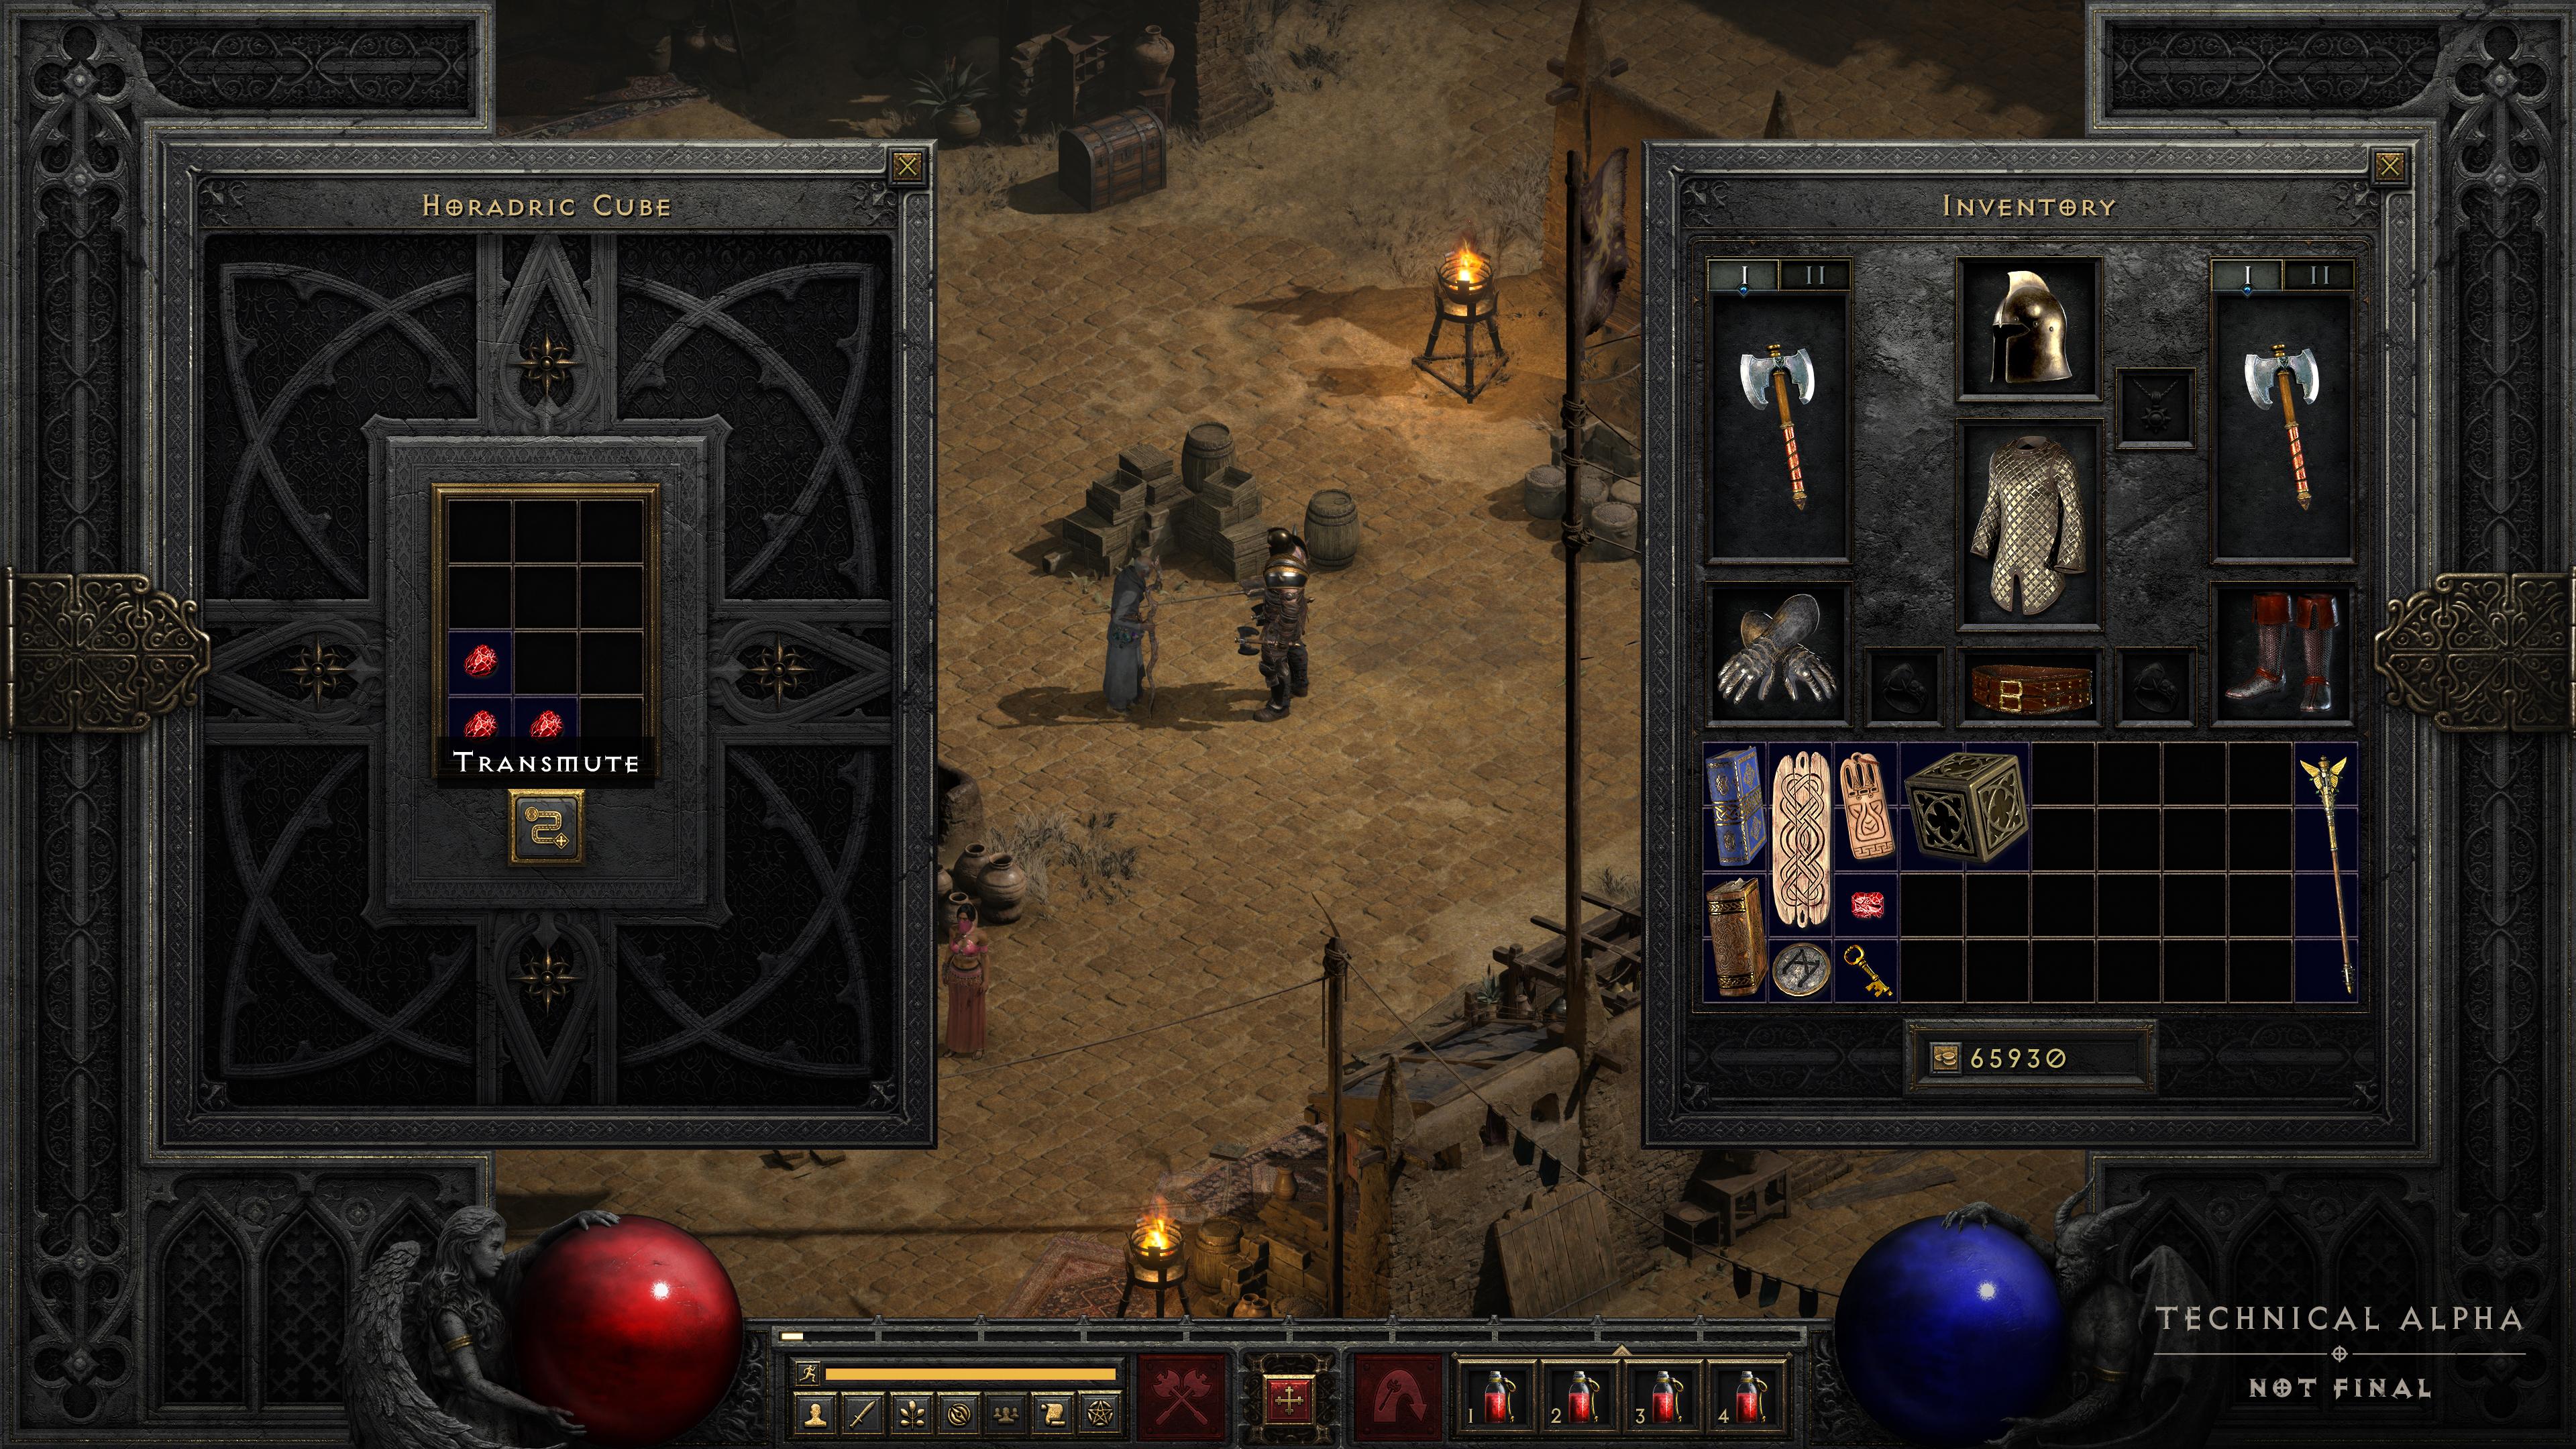 Horadric Cube
Transmute
Inventory
I II
I II
65930
1 2 3 4
TECHNICAL ALPHA
NOT FINAL